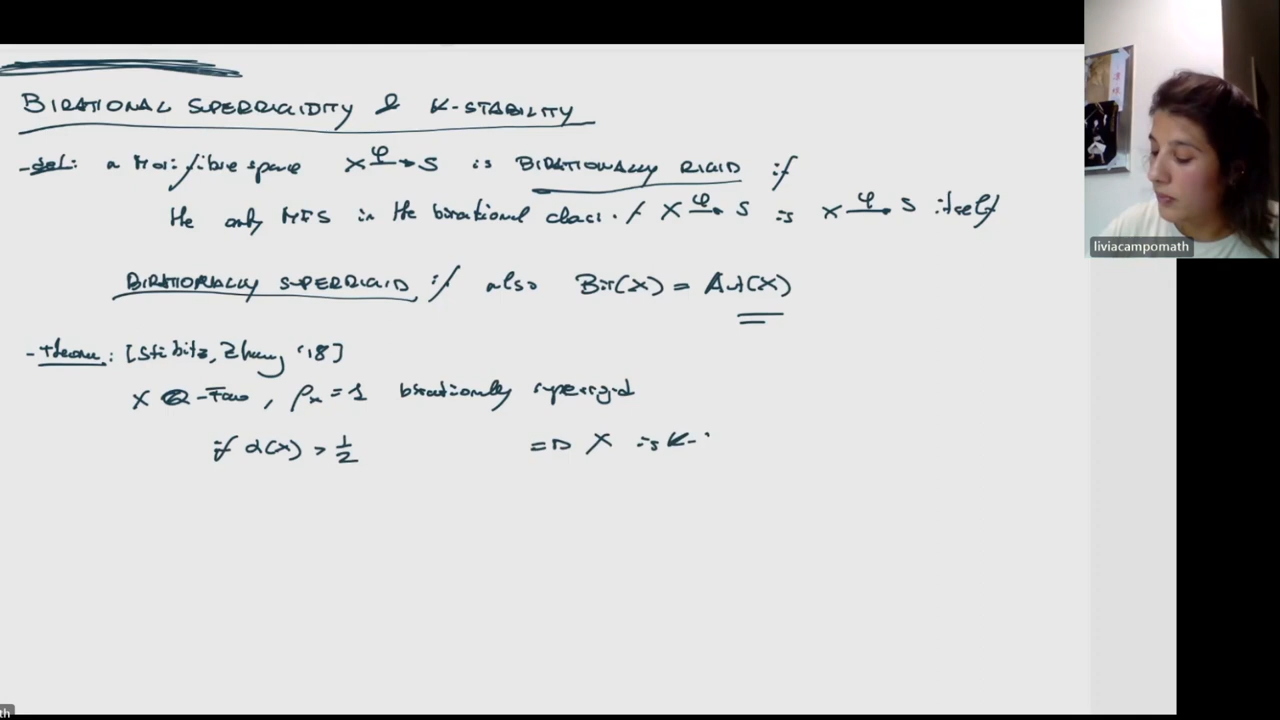 BIRATIONAL SUPERRIGIDITY & K-STABILITY
-def: a Mori fibre space X –φ→ S is BIRATIONALLY RIGID if
the only MFS in the birational class of X –φ→ S is X –φ→ S itself
BIRATIONALLY SUPERRIGID if also Bir(X) = Aut(X)
-theorem: [Stibitz, Zhuang '18]
X Q-Fano, ρx = 1 birationally superrigid
if α(X) > 1/2 => X is K-
liviacampomath
th